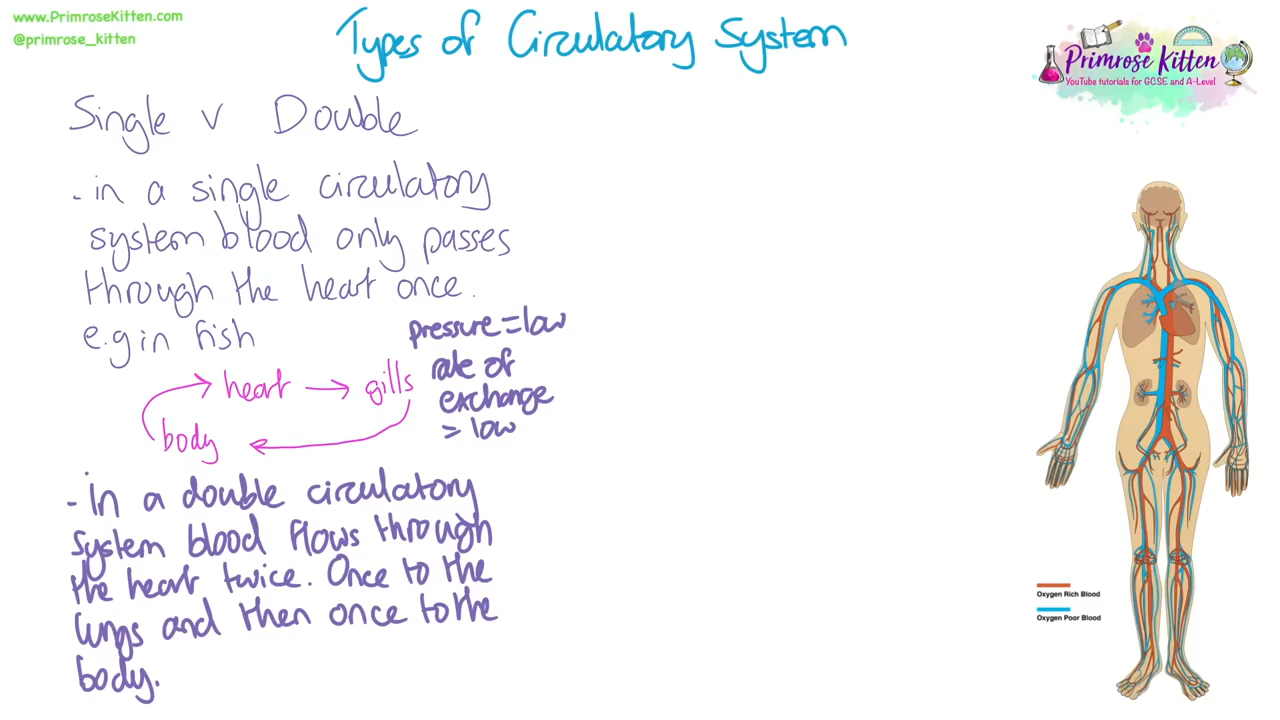 www.PrimroseKitten.com
@primrose_kitten
Types of Circulatory System
Primrose Kitten
YouTube tutorials for GCSE and A-Level
Single v Double
- in a single circulatory
system blood only passes
through the heart once.
e.g in fish
heart → gills
body
pressure = low
rate of
exchange
= low
- In a double circulatory
system blood flows through
the heart twice. Once to the
lungs and then once to the
body.
Oxygen Rich Blood
Oxygen Poor Blood